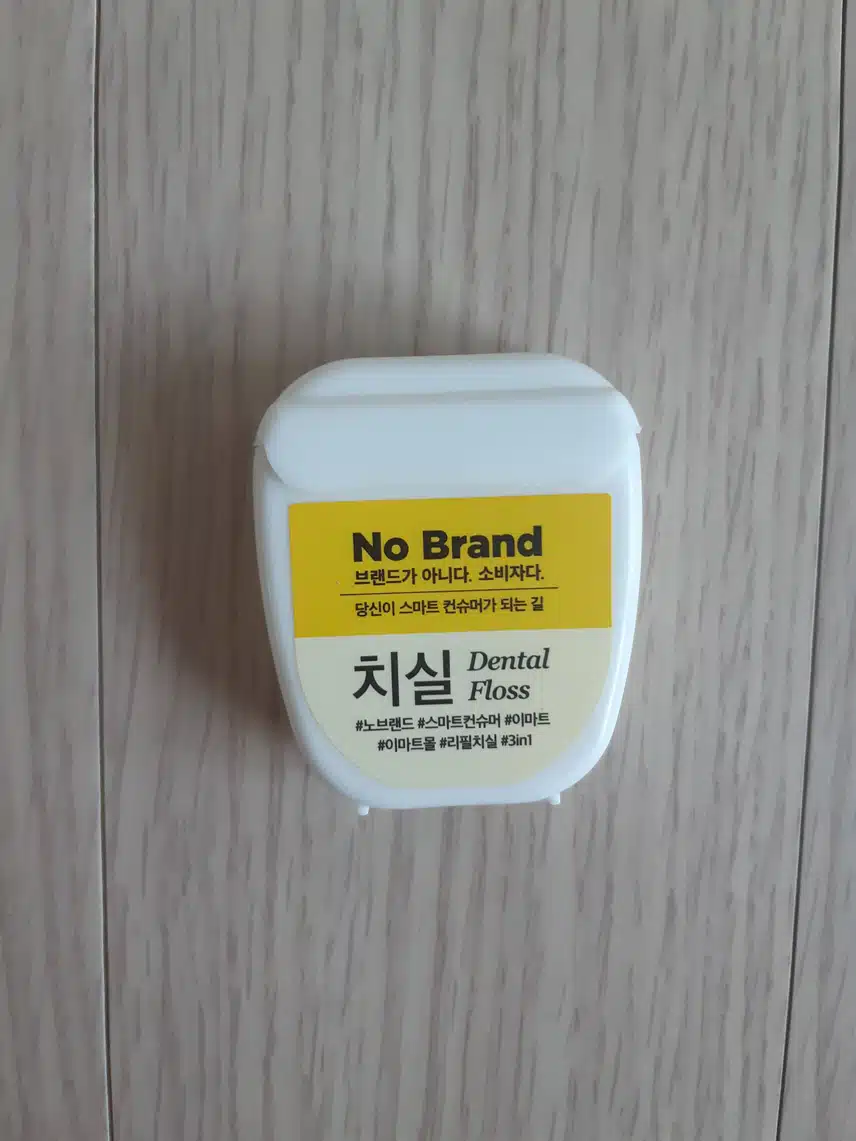 No Brand
브랜드가 아니다. 소비자다.
당신이 스마트 컨슈머가 되는 길
치실 Dental
Floss
#노브랜드 #스마트컨슈머 #이마트
#이마트몰 #리필치실 #3in1